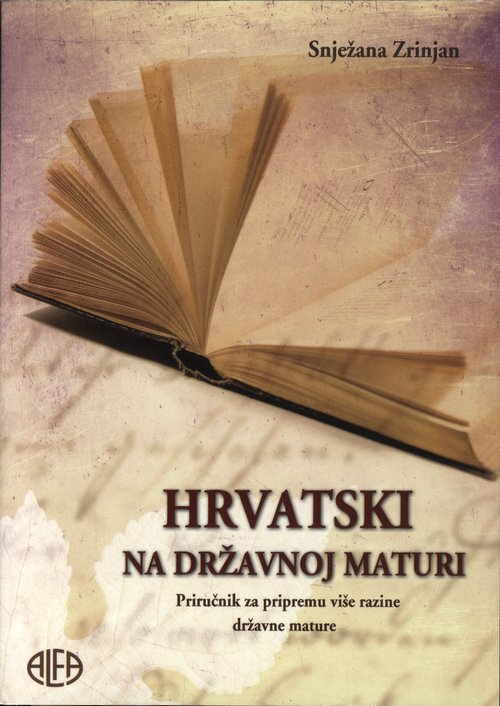 Snježana Zrinjan
HRVATSKI
NA DRŽAVNOJ MATURI
Priručnik za pripremu više razine
državne mature
ALFA